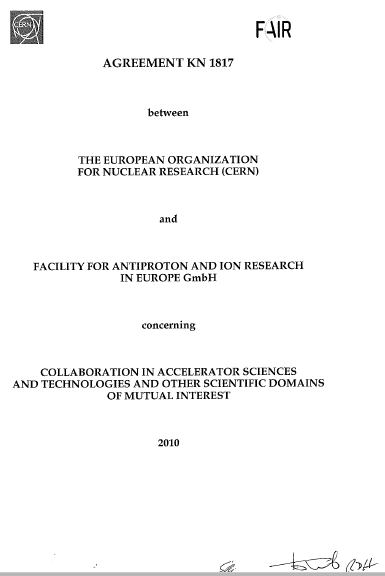 CERN
FAIR
AGREEMENT KN 1817
between
THE EUROPEAN ORGANIZATION
FOR NUCLEAR RESEARCH (CERN)
and
FACILITY FOR ANTIPROTON AND ION RESEARCH
IN EUROPE GmbH
concerning
COLLABORATION IN ACCELERATOR SCIENCES
AND TECHNOLOGIES AND OTHER SCIENTIFIC DOMAINS
OF MUTUAL INTEREST
2010